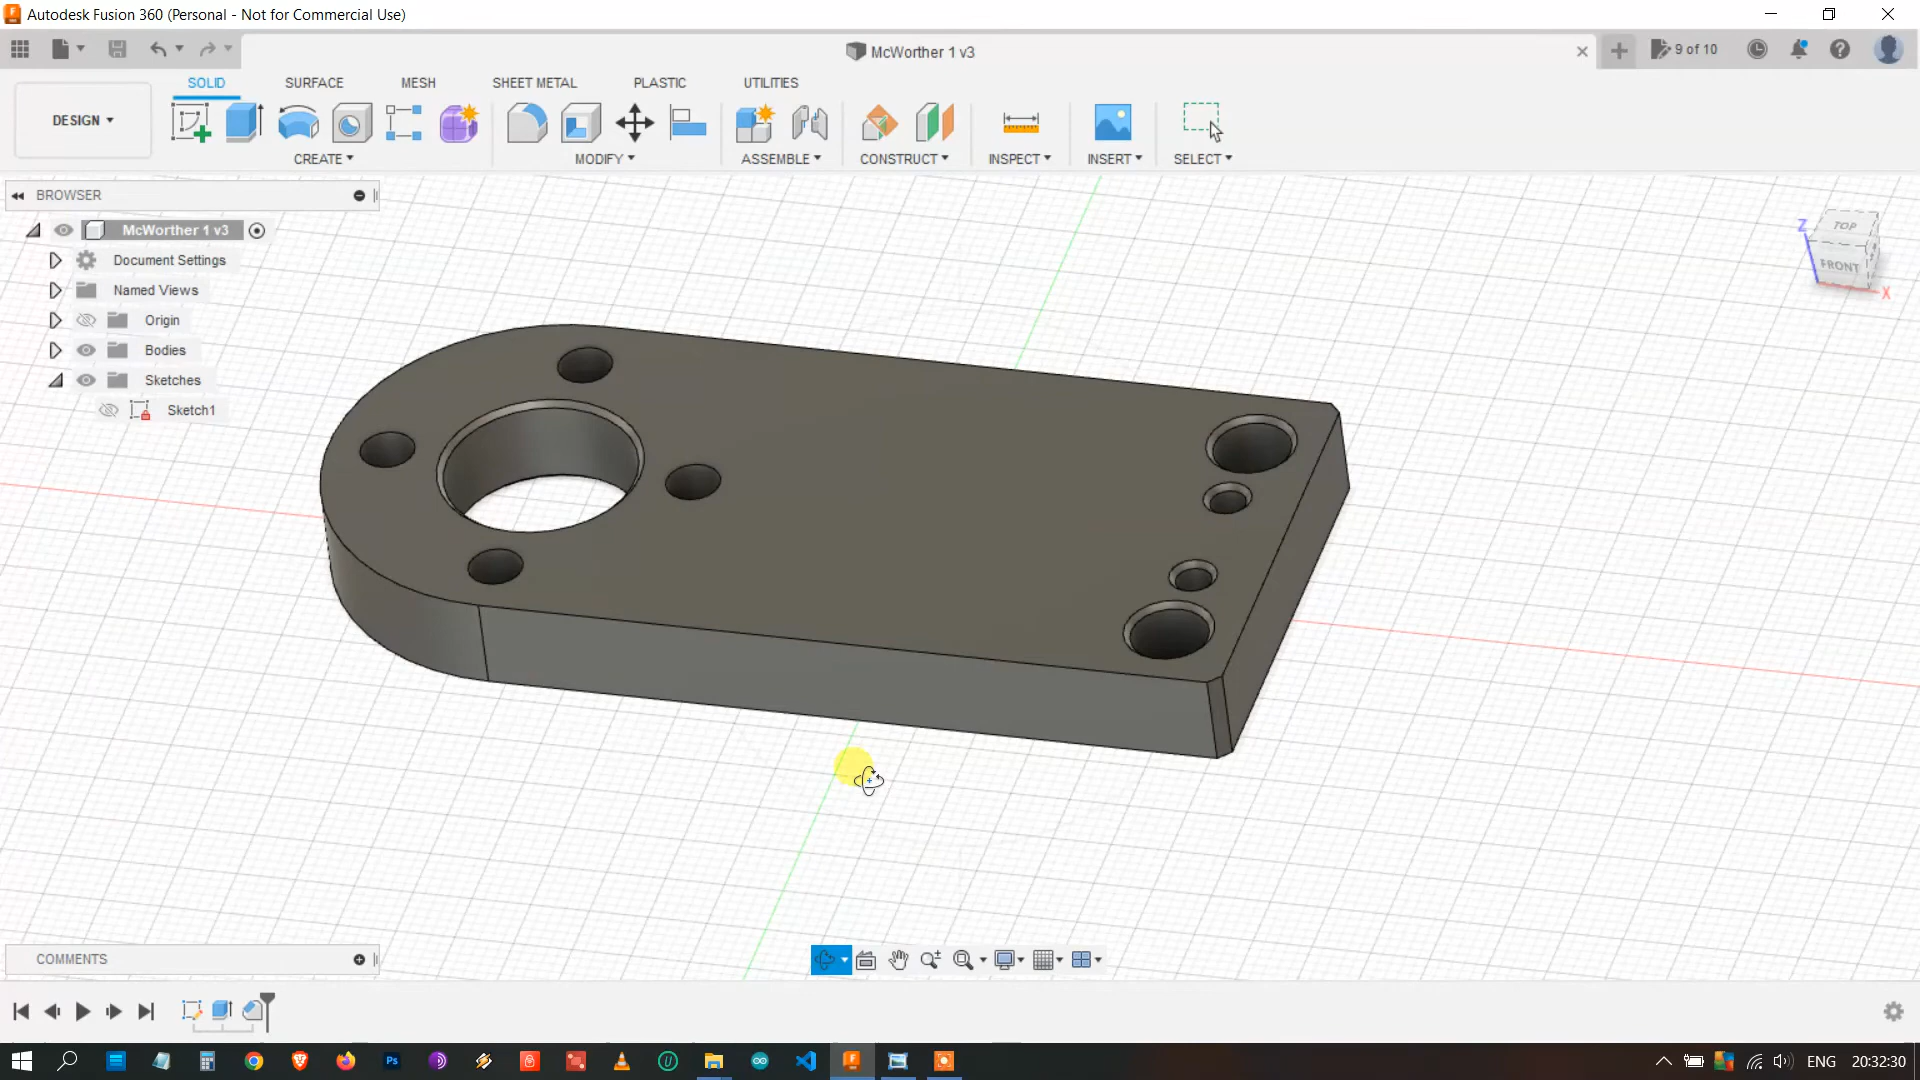 Autodesk Fusion 360 (Personal - Not for Commercial Use)
McWorther 1 v3
9 of 10
DESIGN
SOLID
SURFACE
MESH
SHEET METAL
PLASTIC
UTILITIES
CREATE
MODIFY
ASSEMBLE
CONSTRUCT
INSPECT
INSERT
SELECT
BROWSER
McWorther 1 v3
Document Settings
Named Views
Origin
Bodies
Sketches
Sketch1
Z
TOP
FRONT
X
COMMENTS
Ps
ENG
20:32:30